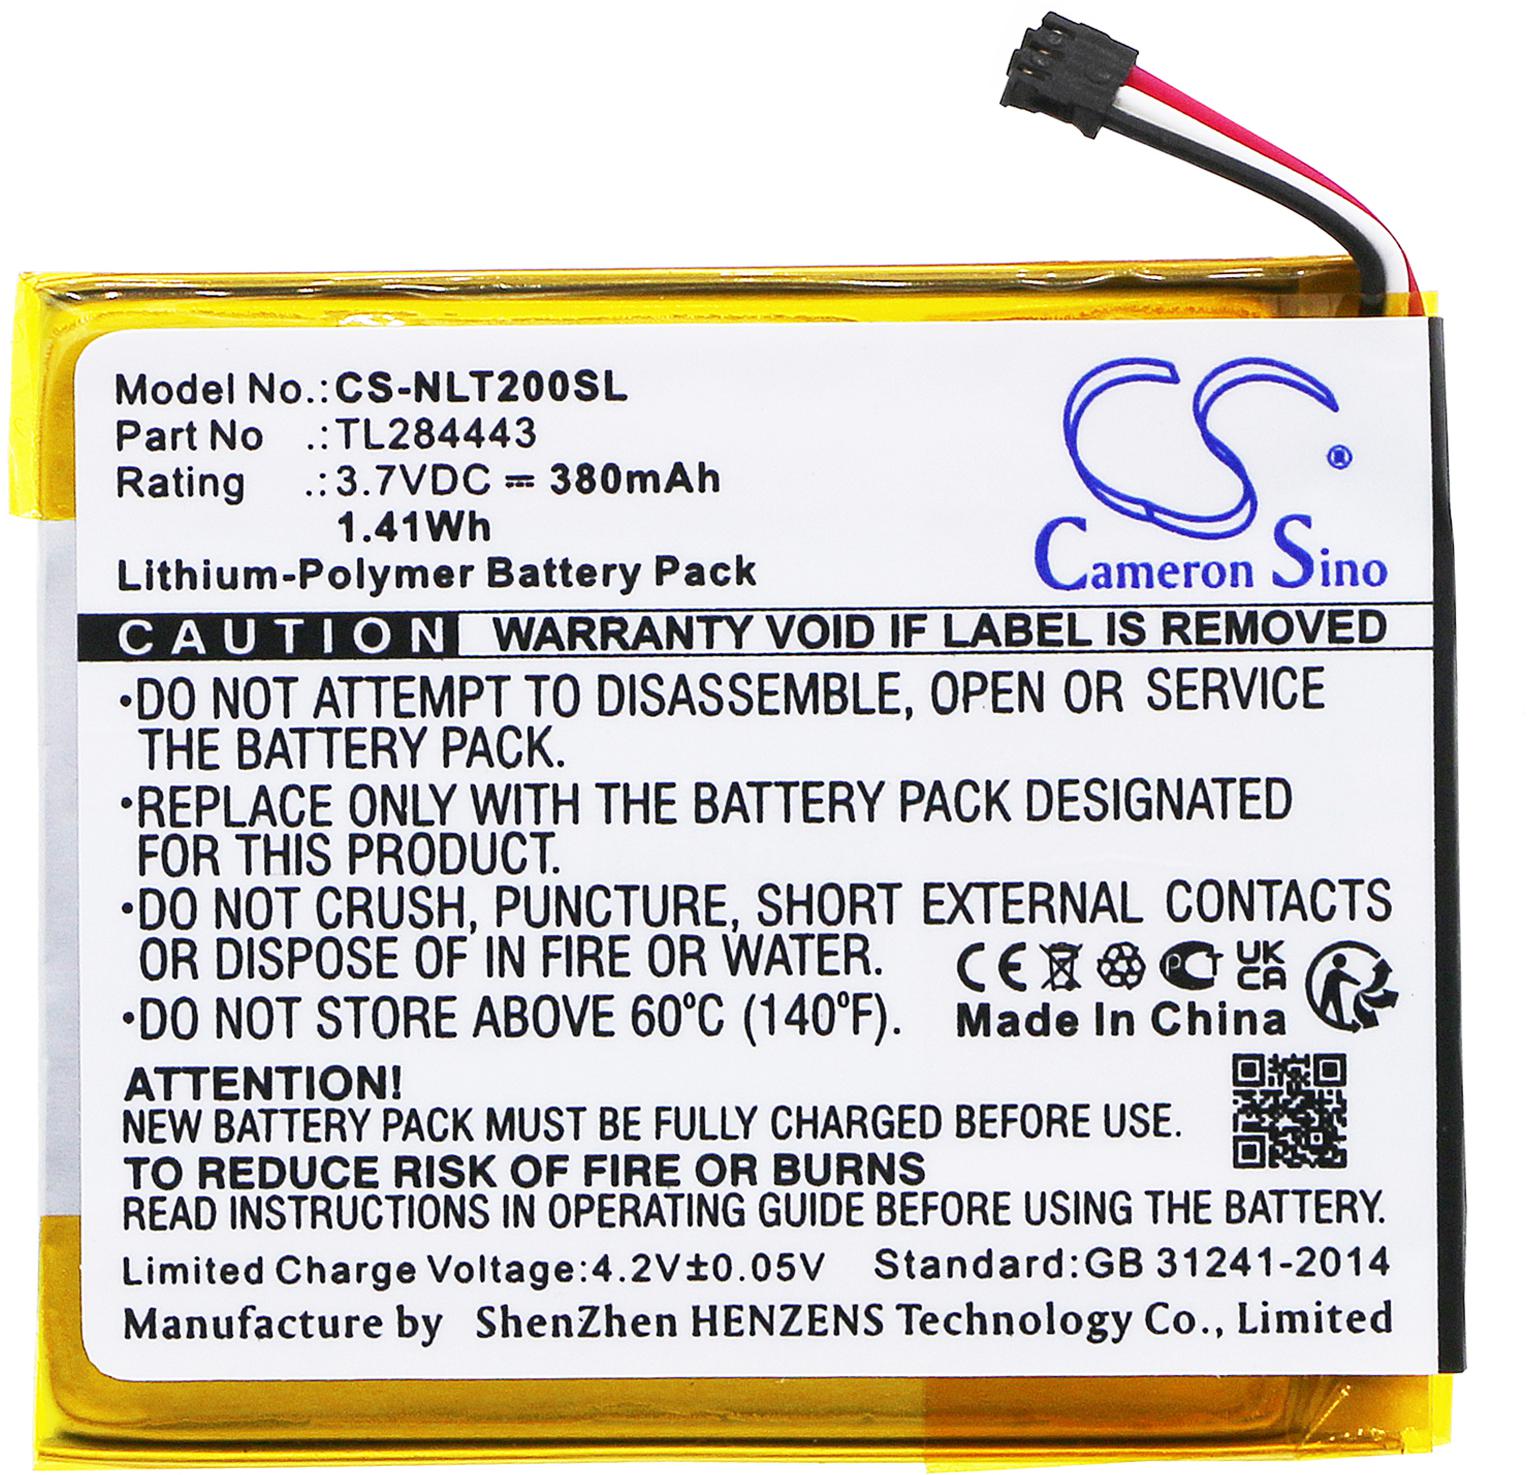 Model No.:CS-NLT200SL
Part No .:TL284443
Rating .:3.7VDC ⎓ 380mAh
1.41Wh
Lithium-Polymer Battery Pack
CS
®
Cameron Sino
CAUTION WARRANTY VOID IF LABEL IS REMOVED
•DO NOT ATTEMPT TO DISASSEMBLE, OPEN OR SERVICE
THE BATTERY PACK.
•REPLACE ONLY WITH THE BATTERY PACK DESIGNATED
FOR THIS PRODUCT.
•DO NOT CRUSH, PUNCTURE, SHORT EXTERNAL CONTACTS
OR DISPOSE OF IN FIRE OR WATER.
CE UK
CA
•DO NOT STORE ABOVE 60°C (140°F).
Made In China
ATTENTION!
NEW BATTERY PACK MUST BE FULLY CHARGED BEFORE USE.
TO REDUCE RISK OF FIRE OR BURNS
READ INSTRUCTIONS IN OPERATING GUIDE BEFORE USING THE BATTERY.
Limited Charge Voltage:4.2V±0.05V Standard:GB 31241-2014
Manufacture by ShenZhen HENZENS Technology Co., Limited